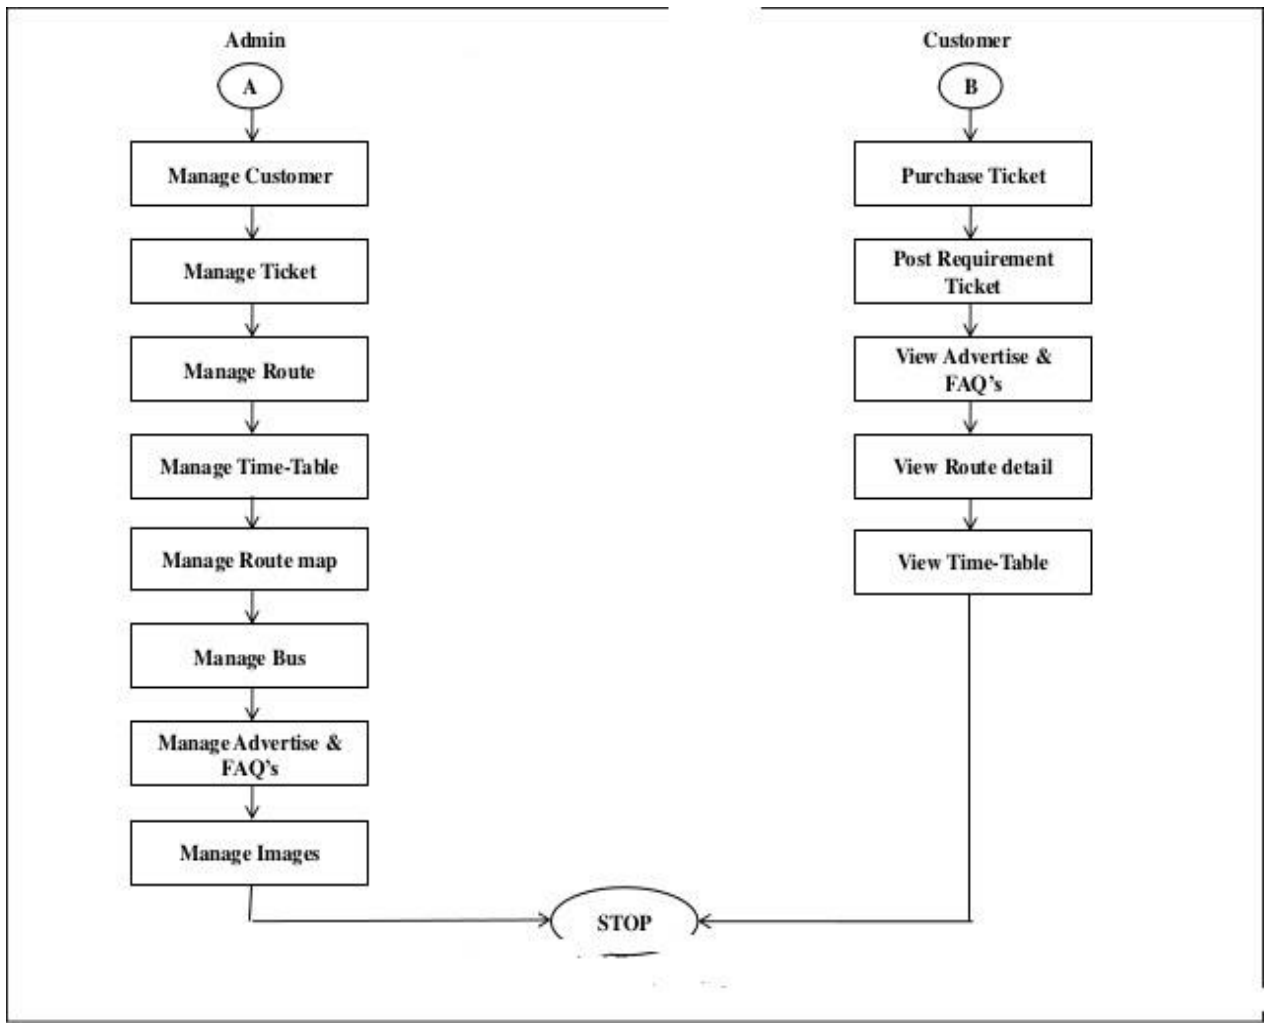 Admin
A
Manage Customer
Manage Ticket
Manage Route
Manage Time-Table
Manage Route map
Manage Bus
Manage Advertise &
FAQ's
Manage Images
Customer
B
Purchase Ticket
Post Requirement
Ticket
View Advertise &
FAQ's
View Route detail
View Time-Table
STOP